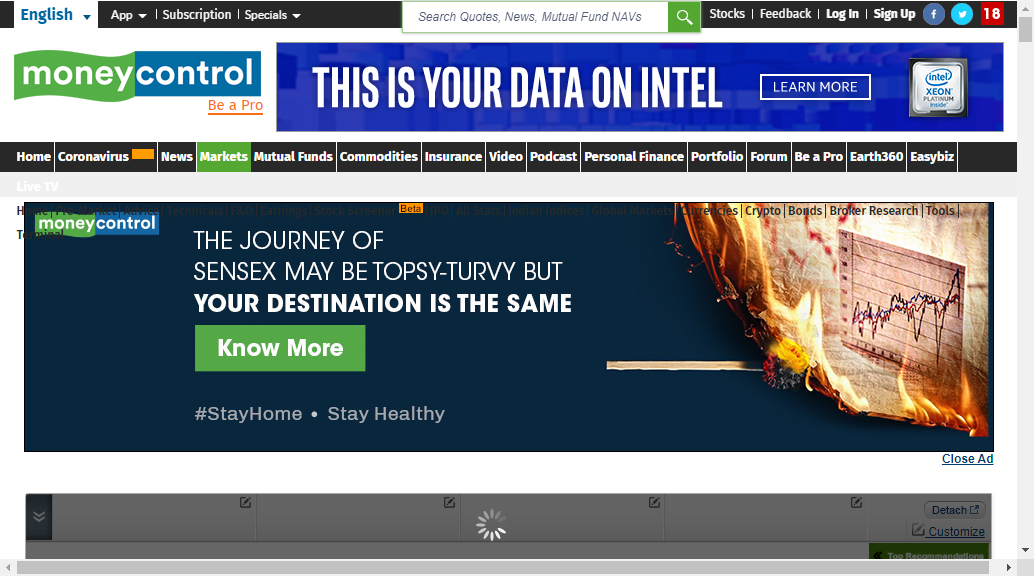 English App Subscription Specials Search Quotes, News, Mutual Fund NAVs Stocks Feedback Log In Sign Up f 18
moneycontrol
Be a Pro
THIS IS YOUR DATA ON INTEL LEARN MORE
intel
XEON
PLATINUM
inside
Home Coronavirus News Markets Mutual Funds Commodities Insurance Video Podcast Personal Finance Portfolio Forum Be a Pro Earth360 Easybiz
Live TV
Home Pre-Market Advice Technicals F&O Earnings Stock Screener Beta IPO All Stats Indian Indices Global Markets Currencies Crypto Bonds Broker Research Tools
Terminal
moneycontrol
THE JOURNEY OF
SENSEX MAY BE TOPSY-TURVY BUT
YOUR DESTINATION IS THE SAME
Know More
#StayHome • Stay Healthy
Close Ad
Detach
Customize
Top Recommendations